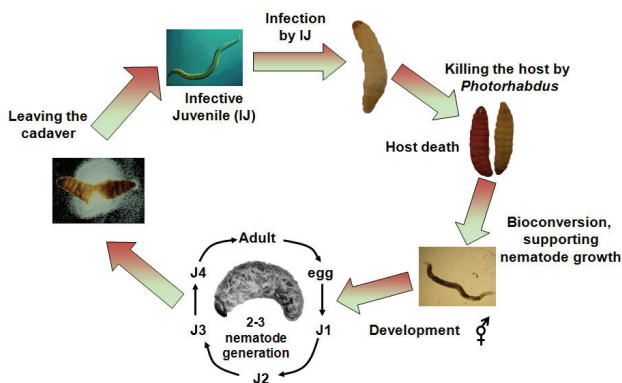 Infection
by IJ
Infective
Juvenile (IJ)
Killing the host by
Photorhabdus
Leaving the
cadaver
Host death
Bioconversion,
supporting
nematode growth
Development ⚥
Adult
egg
J1
J2
J3
J4
2-3
nematode
generation